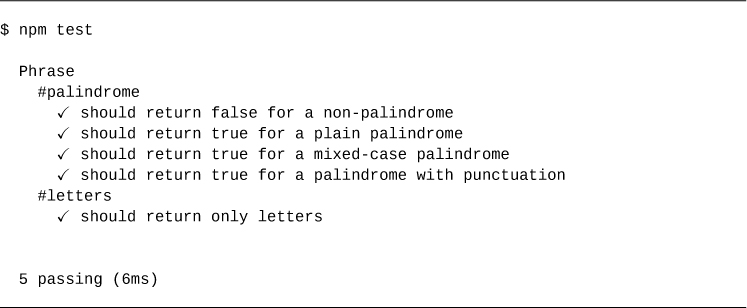 $ npm test
Phrase
#palindrome
✓ should return false for a non-palindrome
✓ should return true for a plain palindrome
✓ should return true for a mixed-case palindrome
✓ should return true for a palindrome with punctuation
#letters
✓ should return only letters
5 passing (6ms)